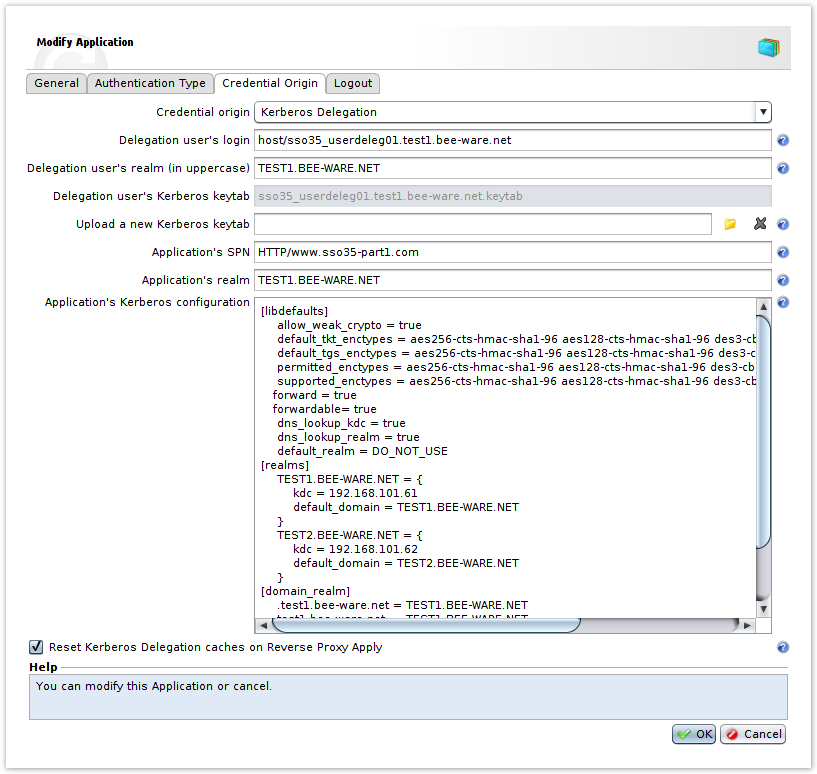 Modify Application
General Authentication Type Credential Origin Logout
Credential origin Kerberos Delegation
Delegation user's login host/sso35_userdeleg01.test1.bee-ware.net
Delegation user's realm (in uppercase) TEST1.BEE-WARE.NET
Delegation user's Kerberos keytab sso35_userdeleg01.test1.bee-ware.net.keytab
Upload a new Kerberos keytab
Application's SPN HTTP/www.sso35-part1.com
Application's realm TEST1.BEE-WARE.NET
Application's Kerberos configuration
[libdefaults]
allow_weak_crypto = true
default_tkt_enctypes = aes256-cts-hmac-sha1-96 aes128-cts-hmac-sha1-96 des3-cb
default_tgs_enctypes = aes256-cts-hmac-sha1-96 aes128-cts-hmac-sha1-96 des3-c
permitted_enctypes = aes256-cts-hmac-sha1-96 aes128-cts-hmac-sha1-96 des3-cb
supported_enctypes = aes256-cts-hmac-sha1-96 aes128-cts-hmac-sha1-96 des3-cb
forward = true
forwardable= true
dns_lookup_kdc = true
dns_lookup_realm = true
default_realm = DO_NOT_USE
[realms]
TEST1.BEE-WARE.NET = {
kdc = 192.168.101.61
default_domain = TEST1.BEE-WARE.NET
}
TEST2.BEE-WARE.NET = {
kdc = 192.168.101.62
default_domain = TEST2.BEE-WARE.NET
}
[domain_realm]
.test1.bee-ware.net = TEST1.BEE-WARE.NET
test1.bee-ware.net = TEST1.BEE-WARE.NET
Reset Kerberos Delegation caches on Reverse Proxy Apply
Help
You can modify this Application or cancel.
OK Cancel